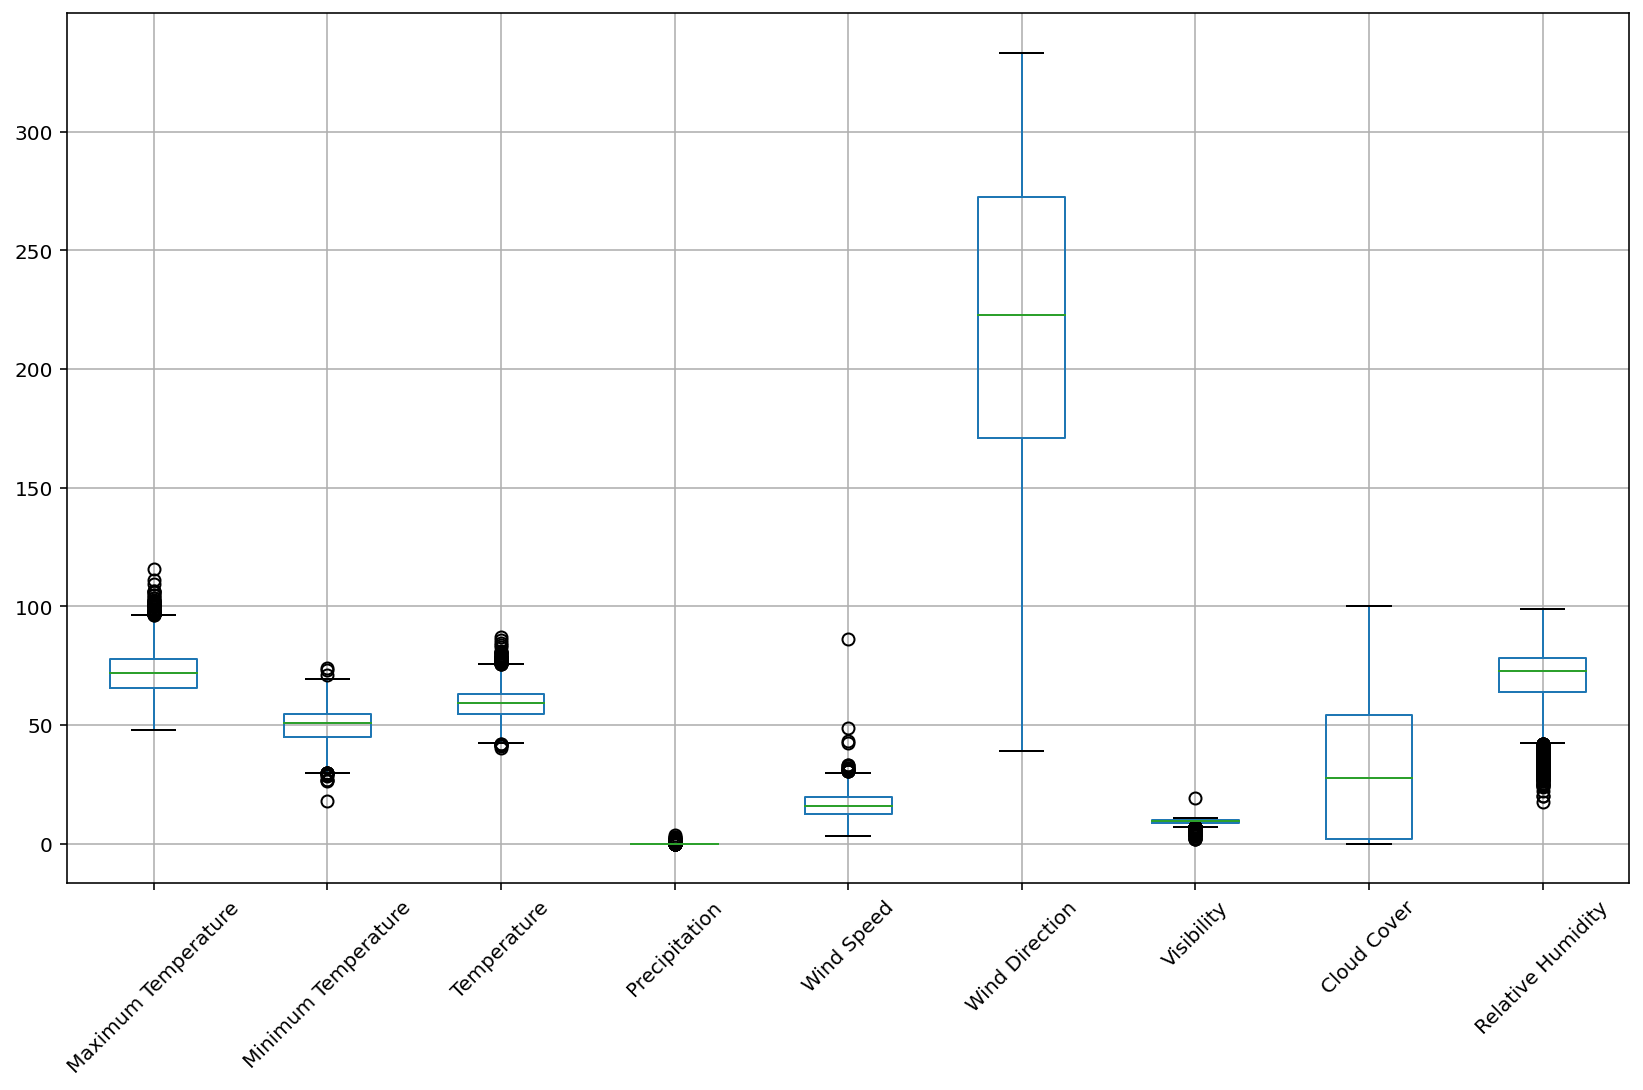 300
250
200
150
100
50
0
Maximum Temperature
Minimum Temperature
Temperature
Precipitation
Wind Speed
Wind Direction
Visibility
Cloud Cover
Relative Humidity